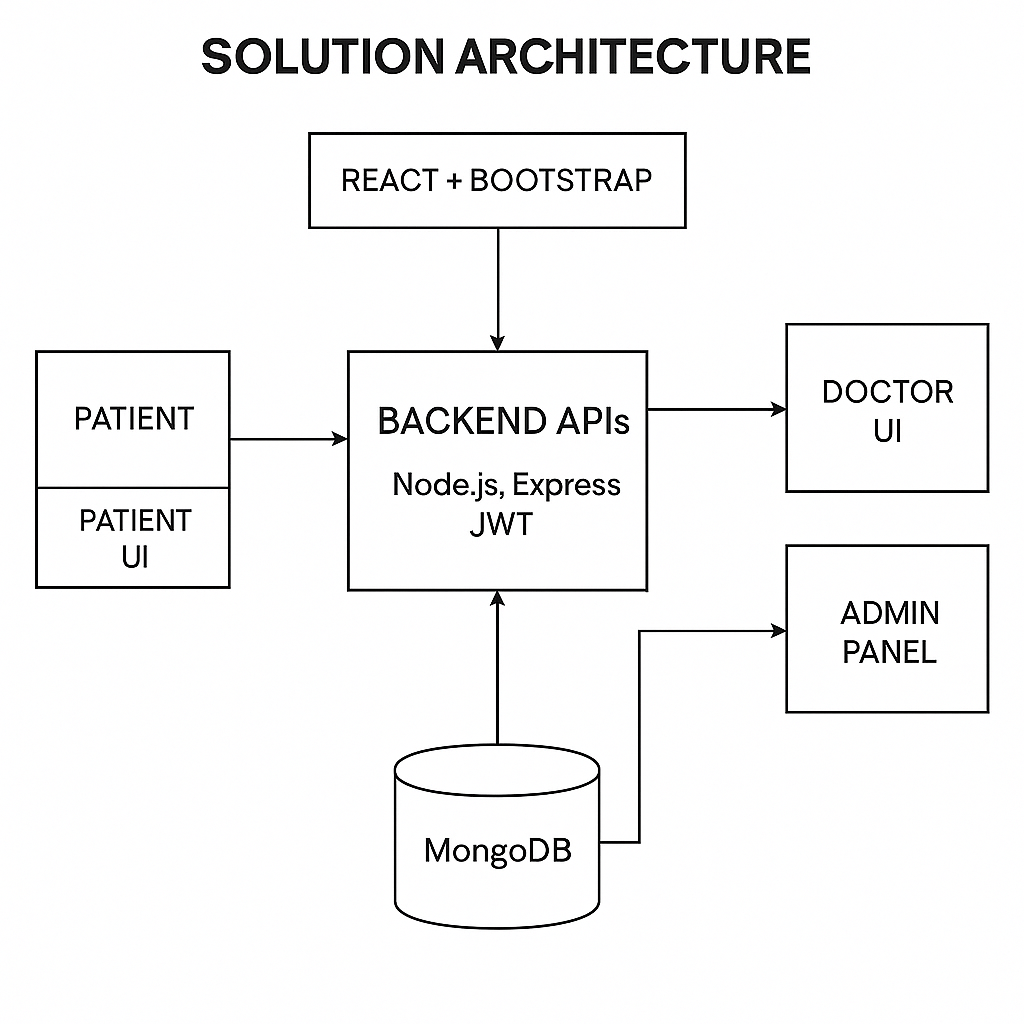 SOLUTION ARCHITECTURE
REACT + BOOTSTRAP
PATIENT
PATIENT
UI
BACKEND APIs
Node.js, Express
JWT
DOCTOR
UI
ADMIN
PANEL
MongoDB